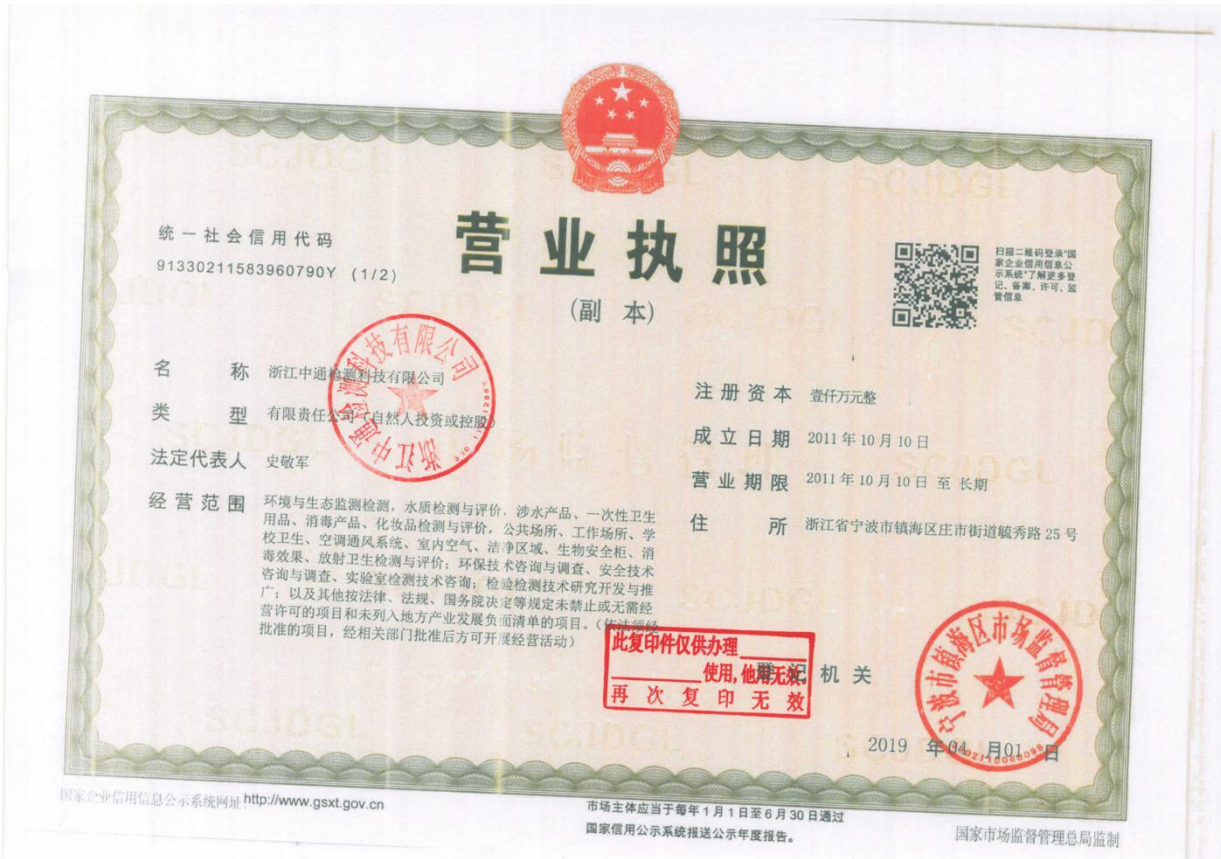 统一社会信用代码
91330211583960790Y (1/2)
营业执照
(副 本)
扫描二维码登录“国
家企业信用信息公
示系统”了解更多登
记、备案、许可、监
管信息
名 称 浙江中通检测科技有限公司
类 型 有限责任公司(自然人投资或控股)
法定代表人 史敬军
经营范围 环境与生态监测检测，水质检测与评价，涉水产品、一次性卫生
用品、消毒产品、化妆品检测与评价，公共场所、工作场所、学
校卫生、空调通风系统、室内空气、洁净区域、生物安全柜、消
毒效果、放射卫生检测与评价；环保技术咨询与调查、安全技术
咨询与调查、实验室检测技术咨询；检验检测技术研究开发与推
广；以及其他按法律、法规、国务院决定等规定未禁止或无需经
营许可的项目和未列入地方产业发展负面清单的项目。(依法须经
批准的项目，经相关部门批准后方可开展经营活动)
注册资本 壹仟万元整
成立日期 2011年10月10日
营业期限 2011年10月10日 至 长期
住 所 浙江省宁波市镇海区庄市街道毓秀路25号
浙江中通检测科技有限公司
此复印件仅供办理
使用,他用无效
再次复印无效
登记机关
宁波市镇海区市场监督管理局
2019 年04 月01 日
国家企业信用信息公示系统网址: http://www.gsxt.gov.cn
市场主体应当于每年1月1日至6月30日通过
国家信用公示系统报送公示年度报告。
国家市场监督管理总局监制